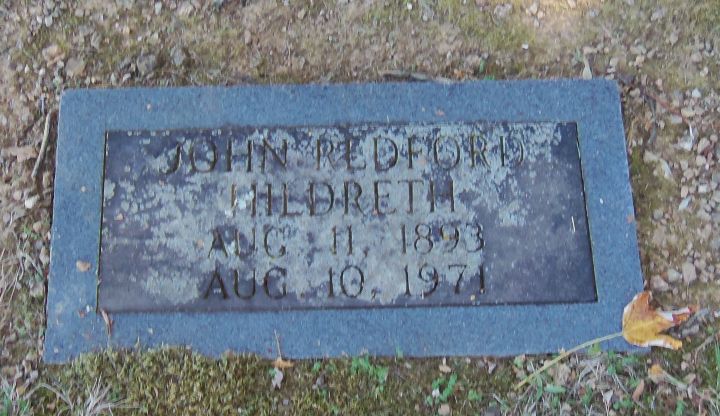 JOHN REDFORD
HILDRETH
AUG. 11, 1893
AUG. 10, 1971